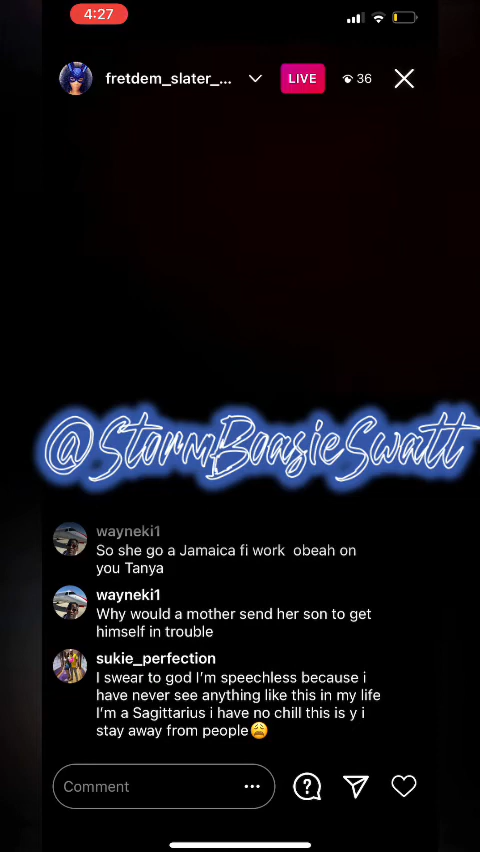 4:27
fretdem_slater_...
LIVE
36
@StormBoasieSwatt
wayneki1
So she go a Jamaica fi work obeah on
you Tanya
wayneki1
Why would a mother send her son to get
himself in trouble
sukie_perfection
I swear to god I'm speechless because i
have never see anything like this in my life
I'm a Sagittarius i have no chill this is y i
stay away from people😩
Comment